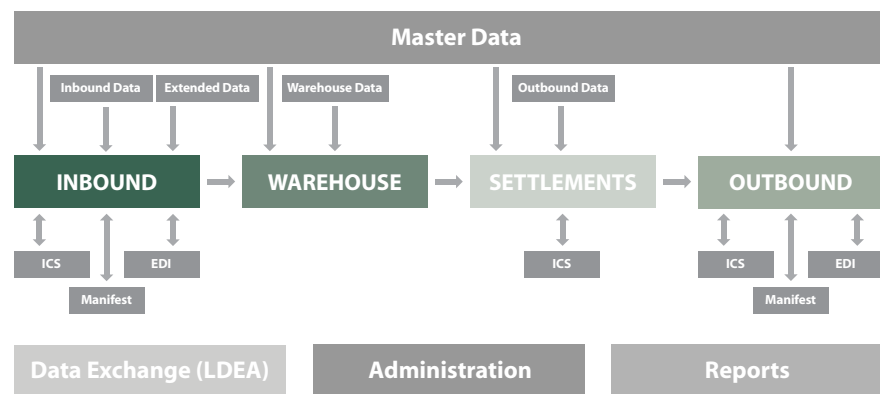 Master Data
Inbound Data
Extended Data
Warehouse Data
Outbound Data
INBOUND
WAREHOUSE
SETTLEMENTS
OUTBOUND
ICS
EDI
ICS
ICS
EDI
Manifest
Manifest
Data Exchange (LDEA)
Administration
Reports